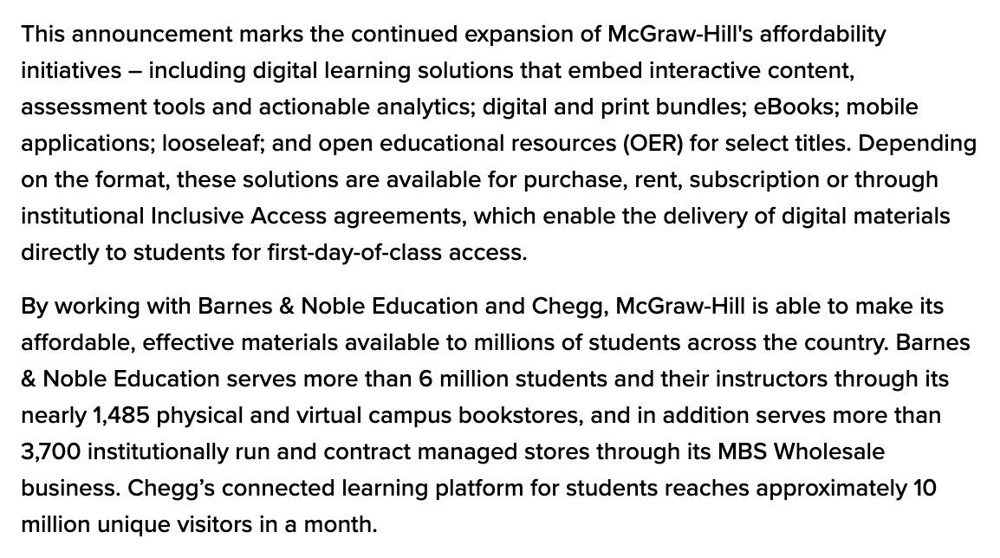 This announcement marks the continued expansion of McGraw-Hill's affordability
initiatives – including digital learning solutions that embed interactive content,
assessment tools and actionable analytics; digital and print bundles; eBooks; mobile
applications; looseleaf; and open educational resources (OER) for select titles. Depending
on the format, these solutions are available for purchase, rent, subscription or through
institutional Inclusive Access agreements, which enable the delivery of digital materials
directly to students for first-day-of-class access.
By working with Barnes & Noble Education and Chegg, McGraw-Hill is able to make its
affordable, effective materials available to millions of students across the country. Barnes
& Noble Education serves more than 6 million students and their instructors through its
nearly 1,485 physical and virtual campus bookstores, and in addition serves more than
3,700 institutionally run and contract managed stores through its MBS Wholesale
business. Chegg’s connected learning platform for students reaches approximately 10
million unique visitors in a month.